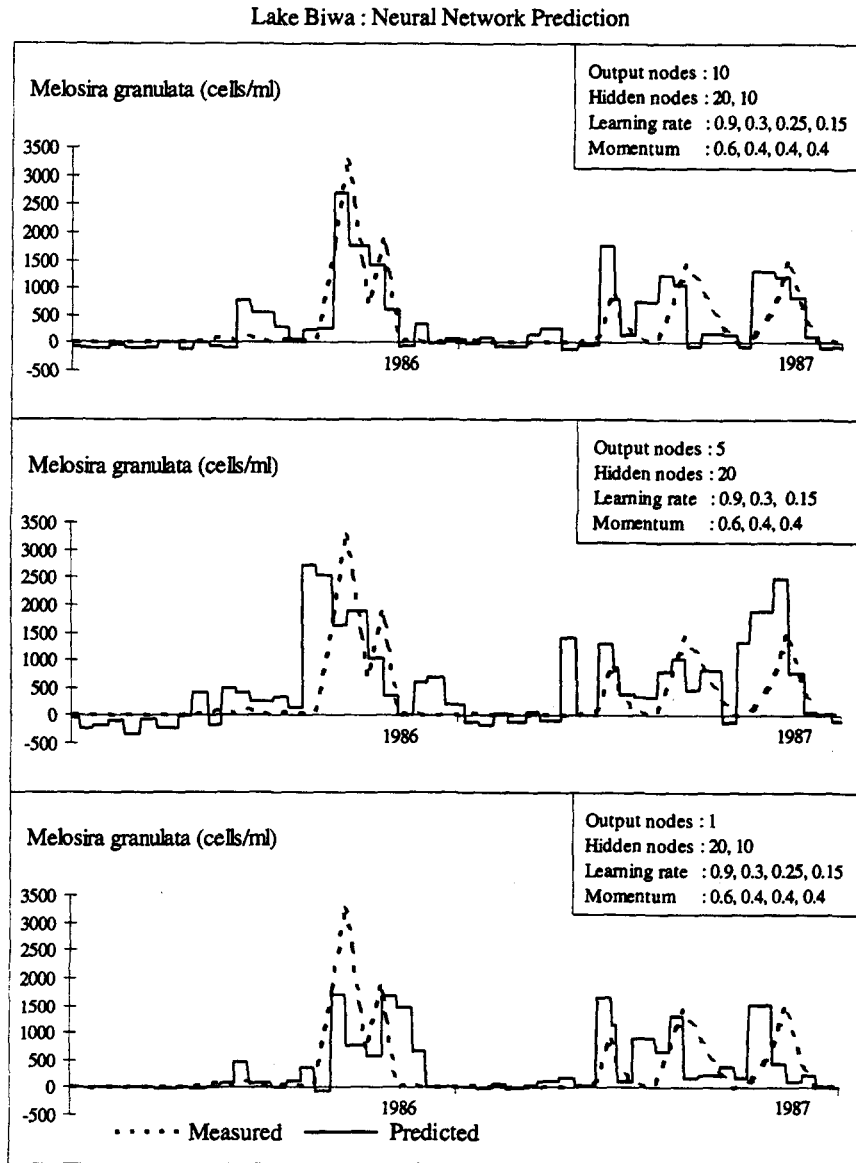 Lake Biwa : Neural Network Prediction
Melosira granulata (cells/ml)
Output nodes : 10
Hidden nodes : 20, 10
Learning rate : 0.9, 0.3, 0.25, 0.15
Momentum : 0.6, 0.4, 0.4, 0.4
3500
3000
2500
2000
1500
1000
500
0
-500
1986
1987
Melosira granulata (cells/ml)
Output nodes : 5
Hidden nodes : 20
Learning rate : 0.9, 0.3, 0.15
Momentum : 0.6, 0.4, 0.4
3500
3000
2500
2000
1500
1000
500
0
-500
1986
1987
Melosira granulata (cells/ml)
Output nodes : 1
Hidden nodes : 20, 10
Learning rate : 0.9, 0.3, 0.25, 0.15
Momentum : 0.6, 0.4, 0.4, 0.4
3500
3000
2500
2000
1500
1000
500
0
-500
1986
1987
Measured
Predicted